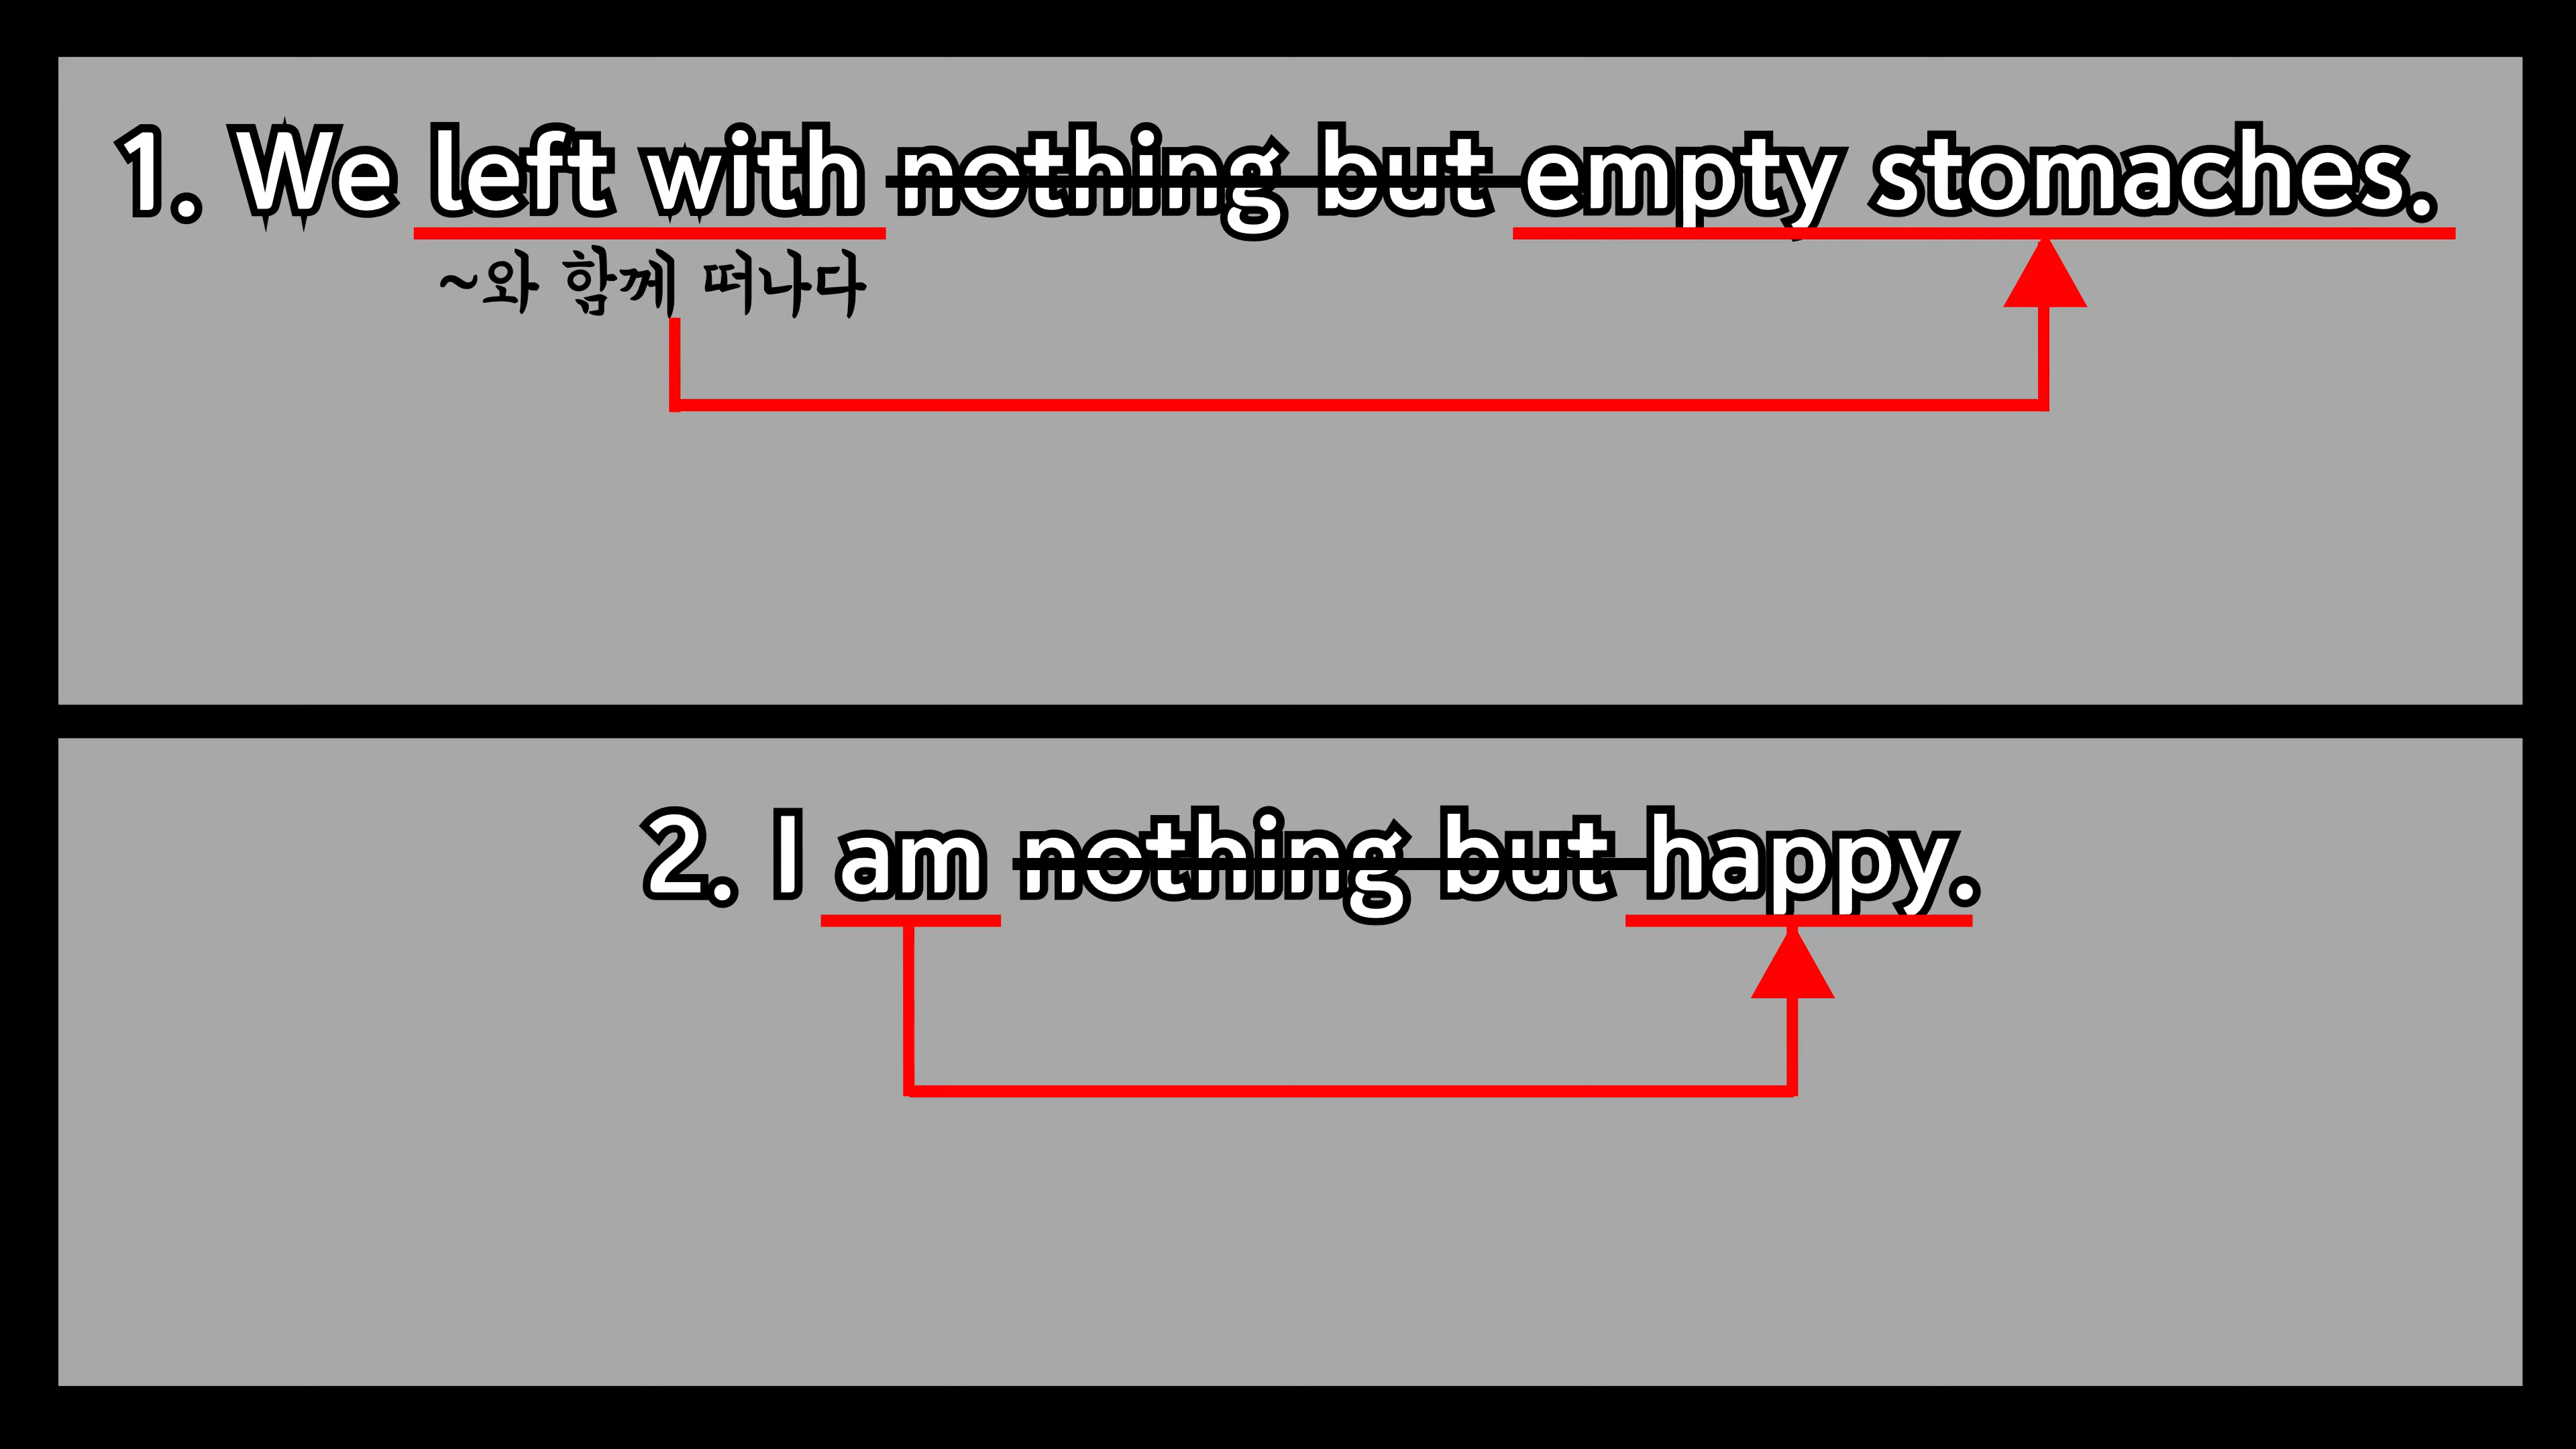 1. We left with nothing but empty stomaches.
~와 함께 떠나다
2. I am nothing but happy.